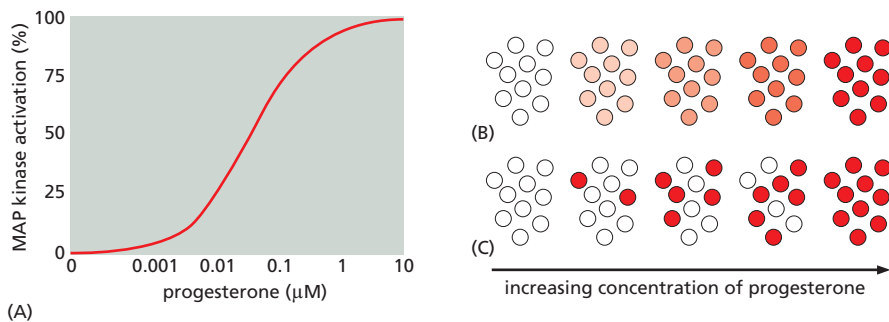 100
75
50
25
0
MAP kinase activation (%)
0 0.001 0.01 0.1 1 10
progesterone (μM)
(A)
(B)
(C)
increasing concentration of progesterone